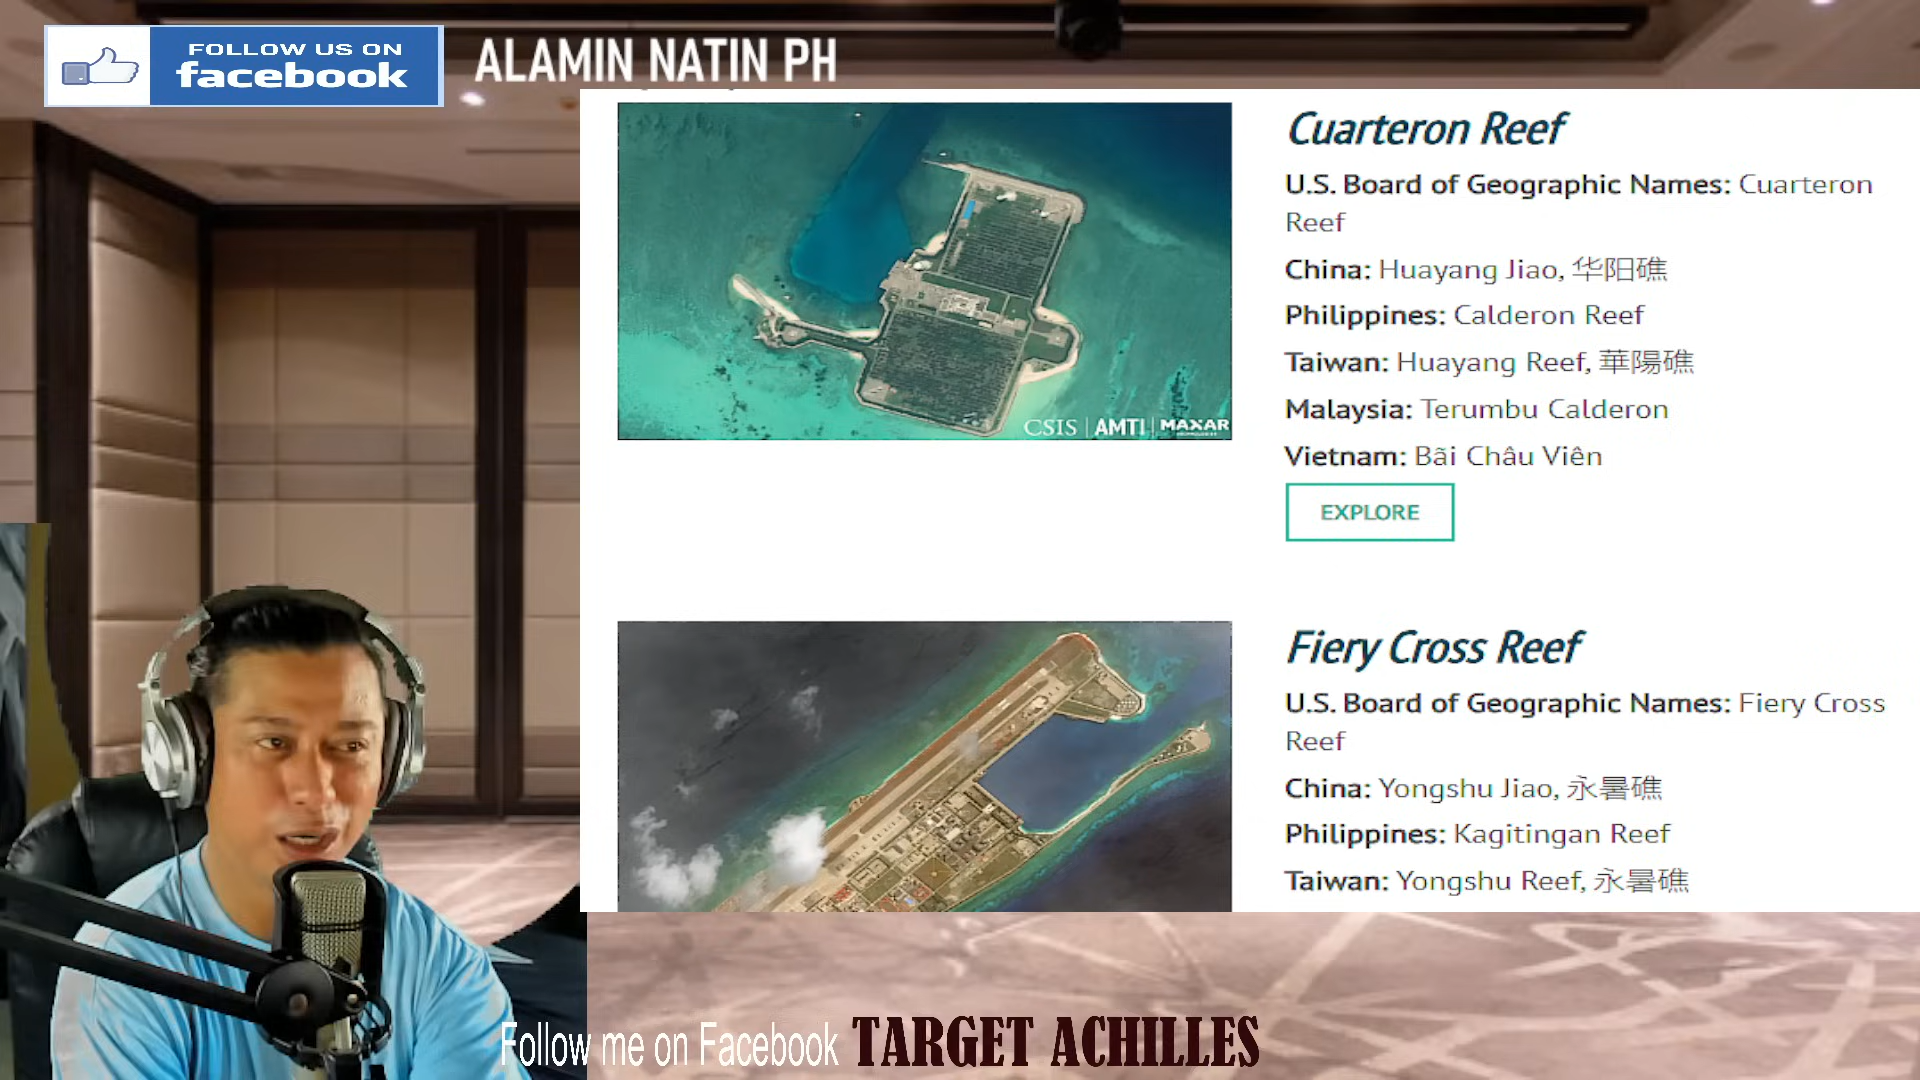 FOLLOW US ON
facebook
ALAMIN NATIN PH
CSIS | AMTI | MAXAR
Cuarteron Reef
U.S. Board of Geographic Names: Cuarteron
Reef
China: Huayang Jiao, 华阳礁
Philippines: Calderon Reef
Taiwan: Huayang Reef, 華陽礁
Malaysia: Terumbu Calderon
Vietnam: Bãi Châu Viên
EXPLORE
Fiery Cross Reef
U.S. Board of Geographic Names: Fiery Cross
Reef
China: Yongshu Jiao, 永暑礁
Philippines: Kagitingan Reef
Taiwan: Yongshu Reef, 永暑礁
Follow me on Facebook TARGET ACHILLES